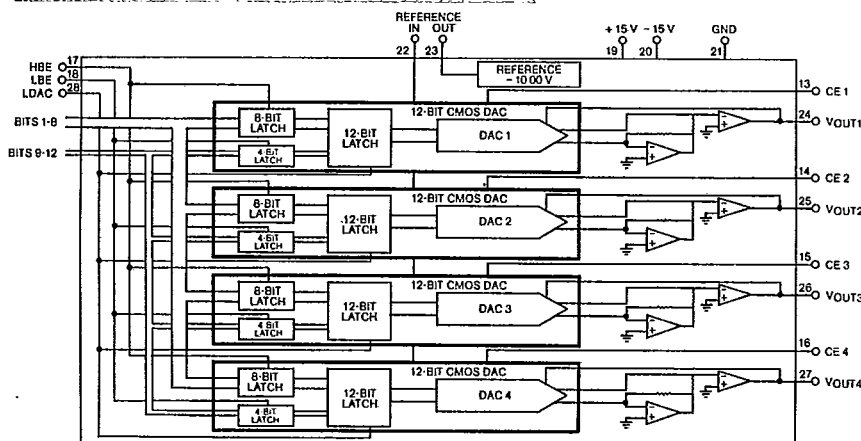 REFERENCE
IN OUT
22 23
+15V -15V
19 20
GND
21
HBE 17
LBE 18
LDAC 28
REFERENCE
-10 00 V
13 CE 1
BITS 1-8
BITS 9-12
8-BIT
LATCH
4-BIT
LATCH
12-BIT
LATCH
12-BIT CMOS DAC
DAC 1
24 VOUT1
14 CE 2
8-BIT
LATCH
4-BIT
LATCH
12-BIT
LATCH
12-BIT CMOS DAC
DAC 2
25 VOUT2
15 CE 3
8-BIT
LATCH
4-BIT
LATCH
12-BIT
LATCH
12-BIT CMOS DAC
DAC 3
26 VOUT3
16 CE 4
8-BIT
LATCH
4-BIT
LATCH
12-BIT
LATCH
12-BIT CMOS DAC
DAC 4
27 VOUT4